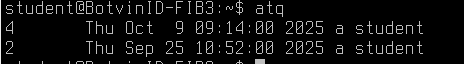 student@BotvinID-FIB3:~$ atq
4 Thu Oct 9 09:14:00 2025 a student
2 Thu Sep 25 10:52:00 2025 a student